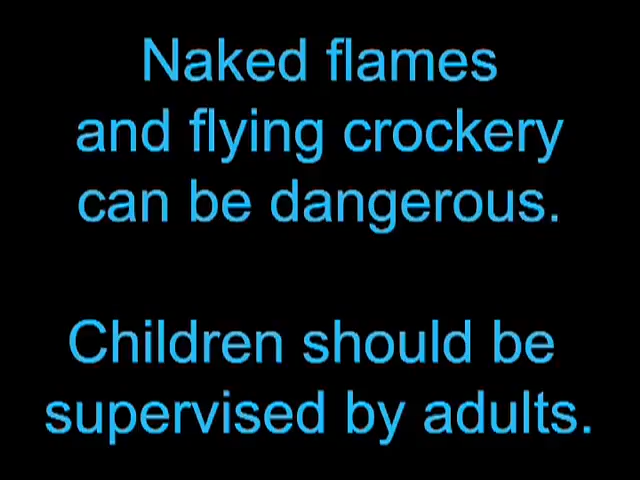 Naked flames
and flying crockery
can be dangerous.
Children should be
supervised by adults.